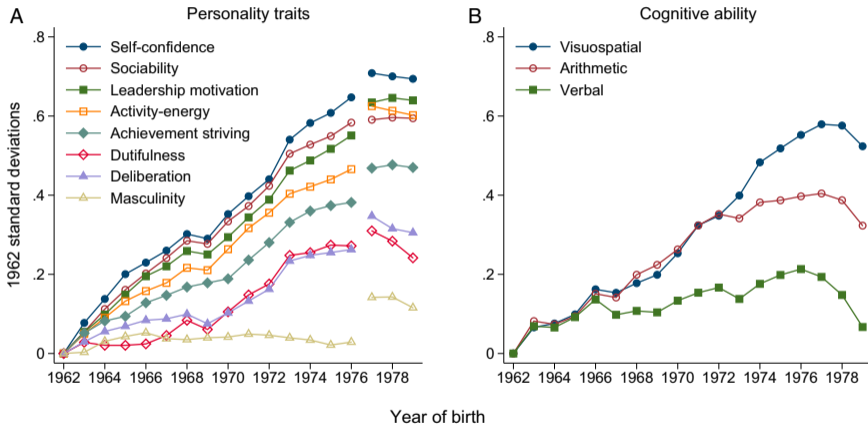 A
Personality traits
.8
.6
.4
.2
0
1962 standard deviations
Self-confidence
Sociability
Leadership motivation
Activity-energy
Achievement striving
Dutifulness
Deliberation
Masculinity
1962 1964 1966 1968 1970 1972 1974 1976 1978
B
Cognitive ability
.8
.6
.4
.2
0
Visuospatial
Arithmetic
Verbal
1962 1964 1966 1968 1970 1972 1974 1976 1978
Year of birth